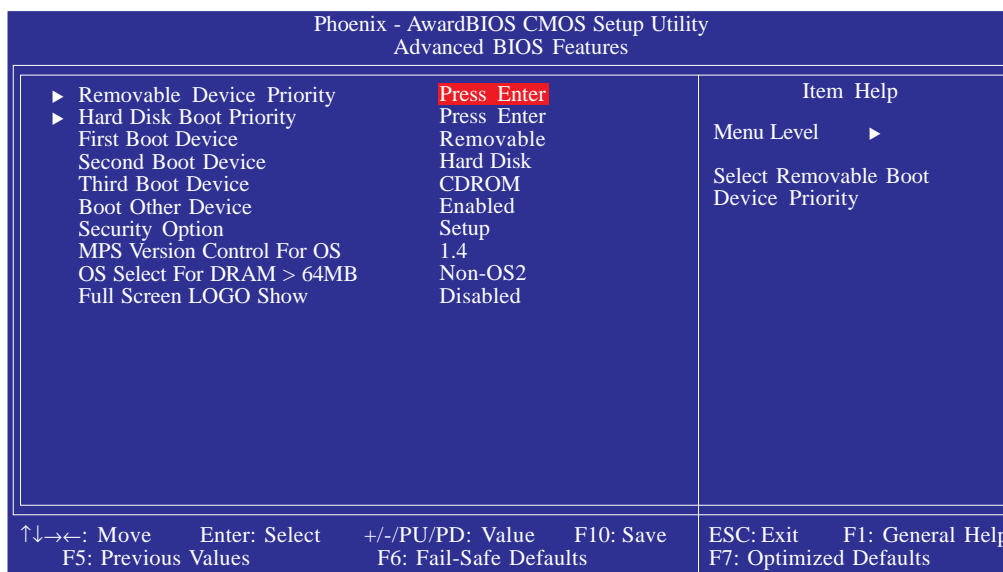 Phoenix - AwardBIOS CMOS Setup Utility
Advanced BIOS Features
▶ Removable Device Priority Press Enter
▶ Hard Disk Boot Priority Press Enter
First Boot Device Removable
Second Boot Device Hard Disk
Third Boot Device CDROM
Boot Other Device Enabled
Security Option Setup
MPS Version Control For OS 1.4
OS Select For DRAM > 64MB Non-OS2
Full Screen LOGO Show Disabled
Item Help
Menu Level ▶
Select Removable Boot
Device Priority
↑↓→←: Move Enter: Select +/-/PU/PD: Value F10: Save ESC: Exit F1: General Help
F5: Previous Values F6: Fail-Safe Defaults F7: Optimized Defaults